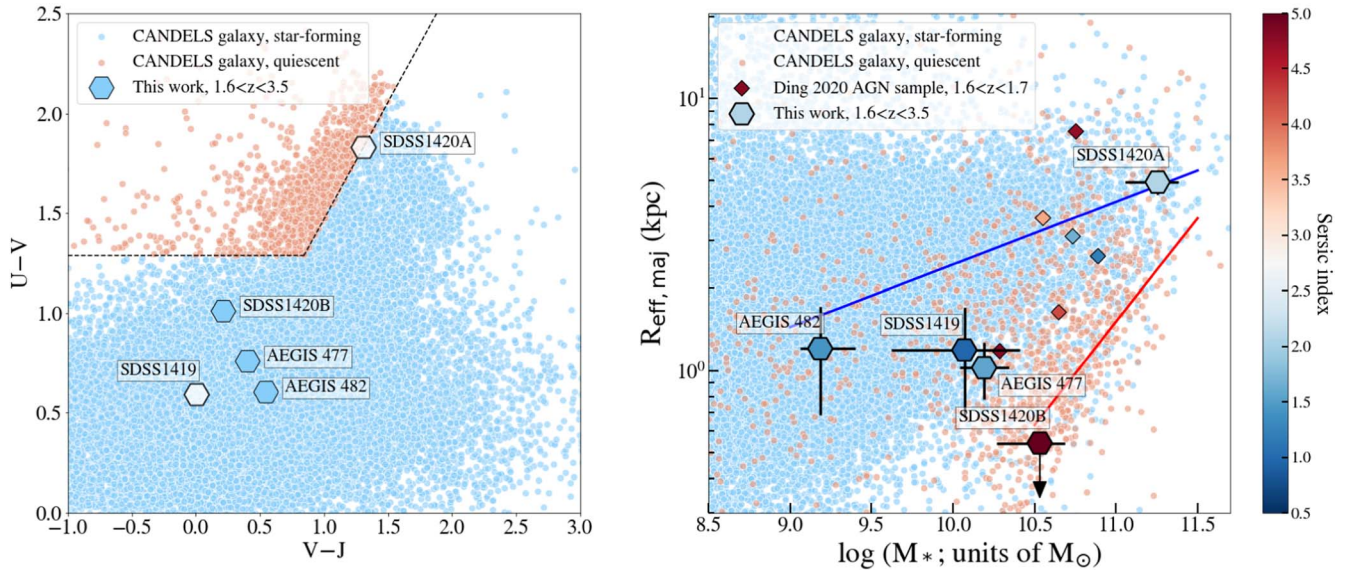 2.5
2.0
1.5
1.0
0.5
0.0
U−V
−1.0
−0.5
0.0
0.5
1.0
1.5
2.0
2.5
3.0
V−J
CANDELS galaxy, star-forming
CANDELS galaxy, quiescent
This work, 1.6<z<3.5
SDSS1420A
SDSS1420B
AEGIS 477
SDSS1419
AEGIS 482
10¹
10⁰
R_eff, maj (kpc)
8.5
9.0
9.5
10.0
10.5
11.0
11.5
log (M∗; units of M⊙)
CANDELS galaxy, star-forming
CANDELS galaxy, quiescent
Ding 2020 AGN sample, 1.6<z<1.7
This work, 1.6<z<3.5
SDSS1420A
AEGIS 482
SDSS1419
AEGIS 477
SDSS1420B
5.0
4.5
4.0
3.5
3.0
2.5
2.0
1.5
1.0
0.5
Sersic index